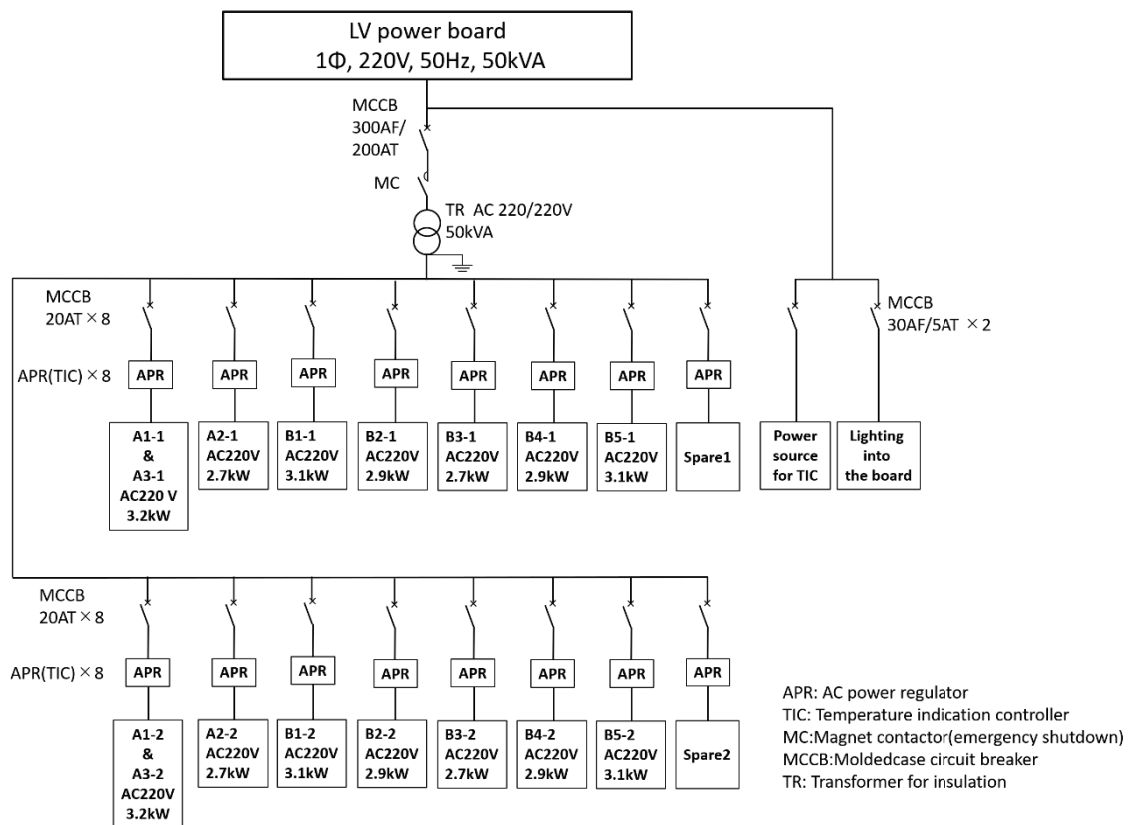 LV power board
1Φ, 220V, 50Hz, 50kVA
MCCB
300AF/
200AT
MC
TR AC 220/220V
50kVA
MCCB
20AT × 8
MCCB
30AF/5AT × 2
APR(TIC) × 8
APR
APR
APR
APR
APR
APR
APR
APR
A1-1
&
A3-1
AC220 V
3.2kW
A2-1
AC220V
2.7kW
B1-1
AC220V
3.1kW
B2-1
AC220V
2.9kW
B3-1
AC220V
2.7kW
B4-1
AC220V
2.9kW
B5-1
AC220V
3.1kW
Spare1
Power
source
for TIC
Lighting
into
the board
MCCB
20AT × 8
APR(TIC) × 8
APR
APR
APR
APR
APR
APR
APR
APR
A1-2
&
A3-2
AC220V
3.2kW
A2-2
AC220V
2.7kW
B1-2
AC220V
3.1kW
B2-2
AC220V
2.9kW
B3-2
AC220V
2.7kW
B4-2
AC220V
2.9kW
B5-2
AC220V
3.1kW
Spare2
APR: AC power regulator
TIC: Temperature indication controller
MC:Magnet contactor(emergency shutdown)
MCCB:Moldedcase circuit breaker
TR: Transformer for insulation